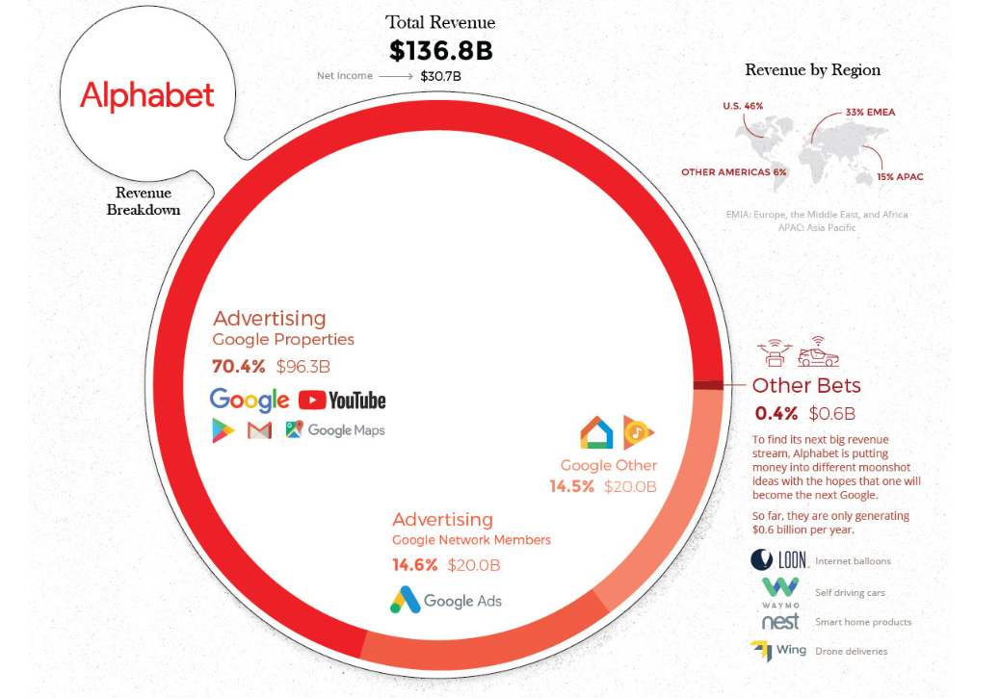 Alphabet
Revenue
Breakdown
Total Revenue
$136.8B
Net Income $30.7B
Revenue by Region
U.S. 46%
33% EMEA
OTHER AMERICAS 6%
15% APAC
EMIA: Europe, the Middle East, and Africa
APAC: Asia Pacific
Advertising
Google Properties
70.4% $96.3B
Google YouTube
Google Maps
Google Other
14.5% $20.0B
Advertising
Google Network Members
14.6% $20.0B
Google Ads
Other Bets
0.4% $0.6B
To find its next big revenue
stream, Alphabet is putting
money into different moonshot
ideas with the hopes that one will
become the next Google.
So far, they are only generating
$0.6 billion per year.
LOON Internet balloons
WAYMO Self driving cars
nest Smart home products
Wing Drone deliveries